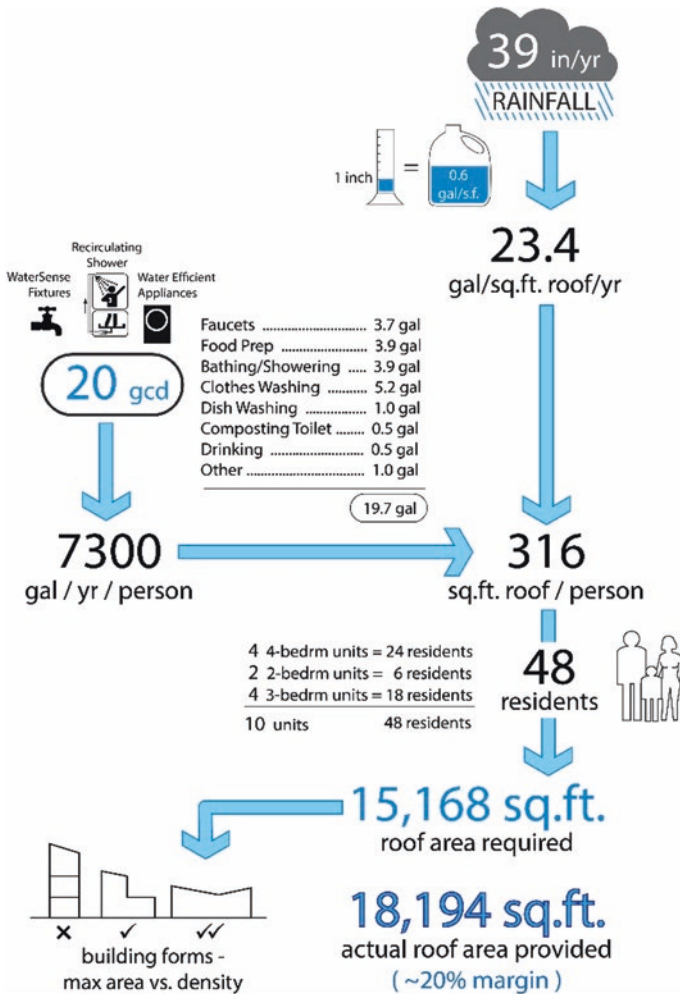 39 in/yr
RAINFALL
1 inch
=
0.6
gal/s.f.
23.4
gal/sq.ft. roof/yr
Recirculating
Shower
WaterSense
Fixtures
Water Efficient
Appliances
20 gcd
Faucets ............................. 3.7 gal
Food Prep ......................... 3.9 gal
Bathing/Showering ..... 3.9 gal
Clothes Washing ........... 5.2 gal
Dish Washing .................. 1.0 gal
Composting Toilet ........ 0.5 gal
Drinking ............................ 0.5 gal
Other ................................. 1.0 gal
19.7 gal
7300
gal / yr / person
316
sq.ft. roof / person
4 4-bedrm units = 24 residents
2 2-bedrm units = 6 residents
4 3-bedrm units = 18 residents
10 units 48 residents
48
residents
15,168 sq.ft.
roof area required
18,194 sq.ft.
actual roof area provided
( ~20% margin )
× ✓ ✓✓
building forms -
max area vs. density